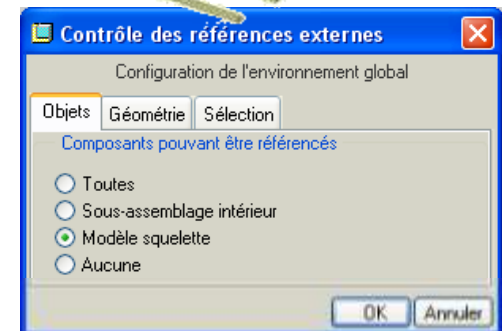 Contrôle des références externes
Configuration de l'environnement global
Objets Géométrie Sélection
Composants pouvant être référencés
Toutes
Sous-assemblage intérieur
Modèle squelette
Aucune
OK Annuler